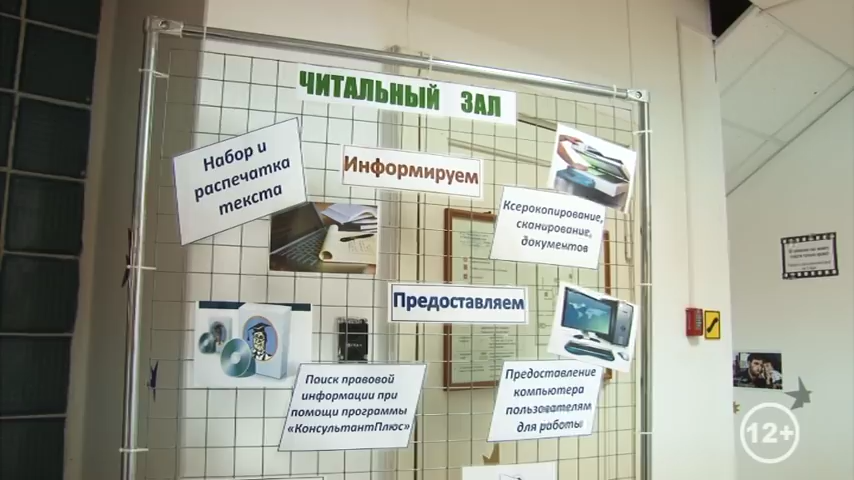 ЧИТАЛЬНЫЙ ЗАЛ
Набор и
распечатка
текста
Информируем
Ксерокопирование,
сканирование,
документов
Предоставляем
Поиск правовой
информации при
помощи программы
«КонсультантПлюс»
Предоставление
компьютера
пользователям
для работы
12+